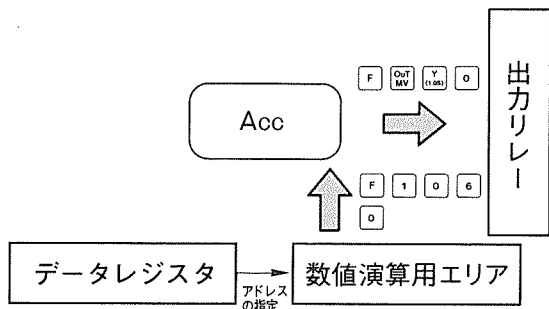 F OuT MV Y (1.05) 0
Acc
出力リレー
F 1 0 6
0
データレジスタ
アドレスの指定
数値演算用エリア